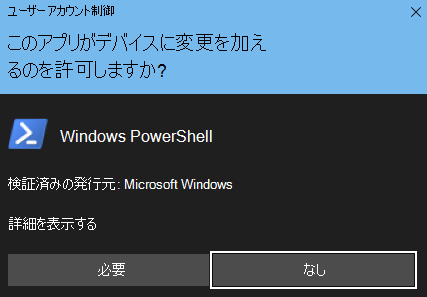 ユーザーアカウント制御
このアプリがデバイスに変更を加え
るのを許可しますか?
Windows PowerShell
検証済みの発行元: Microsoft Windows
詳細を表示する
必要
なし